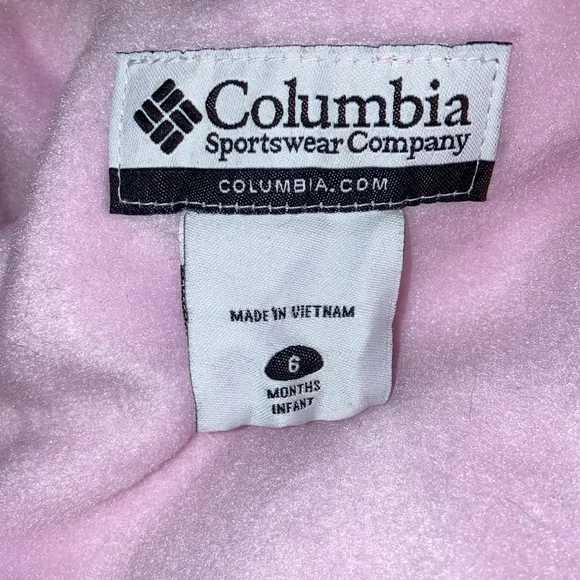 Columbia
Sportswear Company
COLUMBIA.COM
MADE IN VIETNAM
6
MONTHS
INFANT